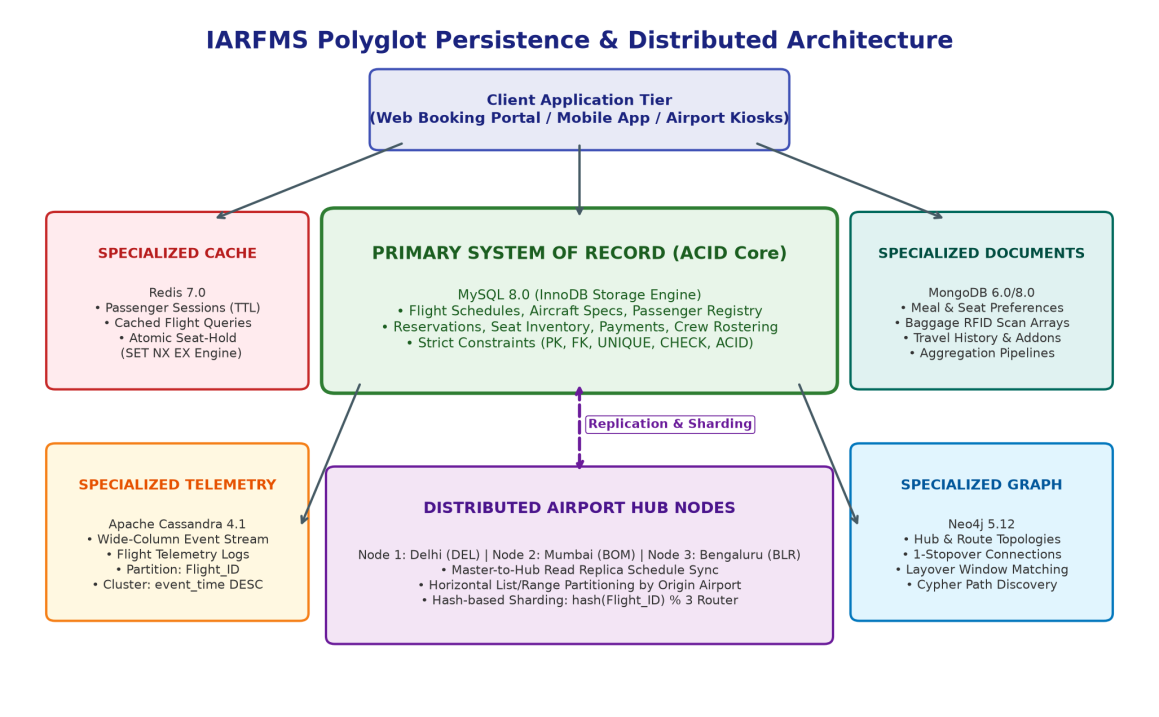 IARFMS Polyglot Persistence & Distributed Architecture
Client Application Tier
(Web Booking Portal / Mobile App / Airport Kiosks)
SPECIALIZED CACHE
Redis 7.0
• Passenger Sessions (TTL)
• Cached Flight Queries
• Atomic Seat-Hold
(SET NX EX Engine)
PRIMARY SYSTEM OF RECORD (ACID Core)
MySQL 8.0 (InnoDB Storage Engine)
• Flight Schedules, Aircraft Specs, Passenger Registry
• Reservations, Seat Inventory, Payments, Crew Rostering
• Strict Constraints (PK, FK, UNIQUE, CHECK, ACID)
SPECIALIZED DOCUMENTS
MongoDB 6.0/8.0
• Meal & Seat Preferences
• Baggage RFID Scan Arrays
• Travel History & Addons
• Aggregation Pipelines
Replication & Sharding
SPECIALIZED TELEMETRY
Apache Cassandra 4.1
• Wide-Column Event Stream
• Flight Telemetry Logs
• Partition: Flight_ID
• Cluster: event_time DESC
DISTRIBUTED AIRPORT HUB NODES
Node 1: Delhi (DEL) | Node 2: Mumbai (BOM) | Node 3: Bengaluru (BLR)
• Master-to-Hub Read Replica Schedule Sync
• Horizontal List/Range Partitioning by Origin Airport
• Hash-based Sharding: hash(Flight_ID) % 3 Router
SPECIALIZED GRAPH
Neo4j 5.12
• Hub & Route Topologies
• 1-Stopover Connections
• Layover Window Matching
• Cypher Path Discovery